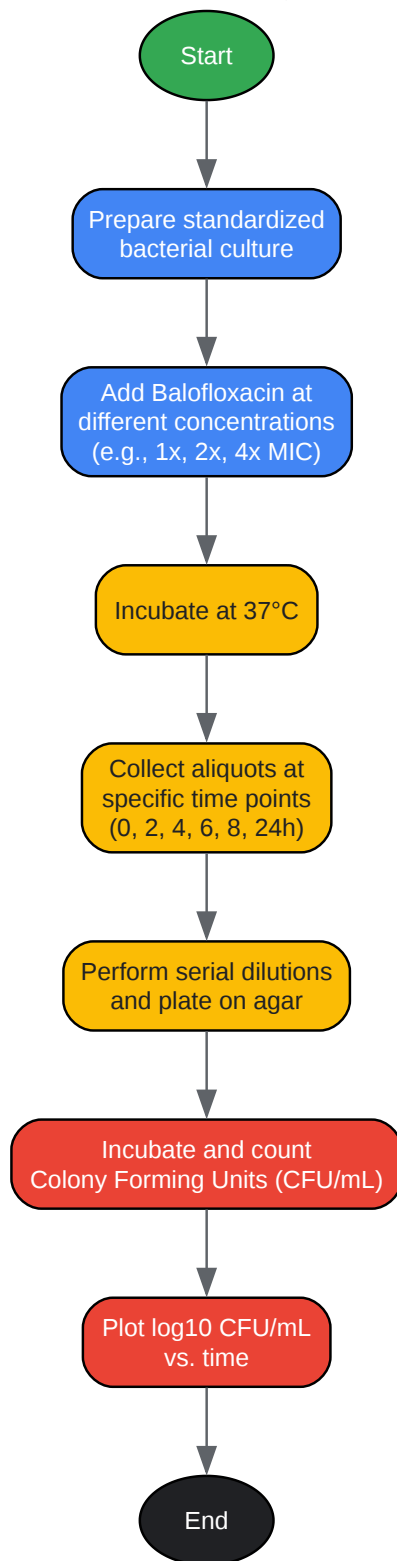 Start
Prepare standardized
bacterial culture
Add Balofloxacin at
different concentrations
(e.g., 1x, 2x, 4x MIC)
Incubate at 37°C
Collect aliquots at
specific time points
(0, 2, 4, 6, 8, 24h)
Perform serial dilutions
and plate on agar
Incubate and count
Colony Forming Units (CFU/mL)
Plot log10 CFU/mL
vs. time
End